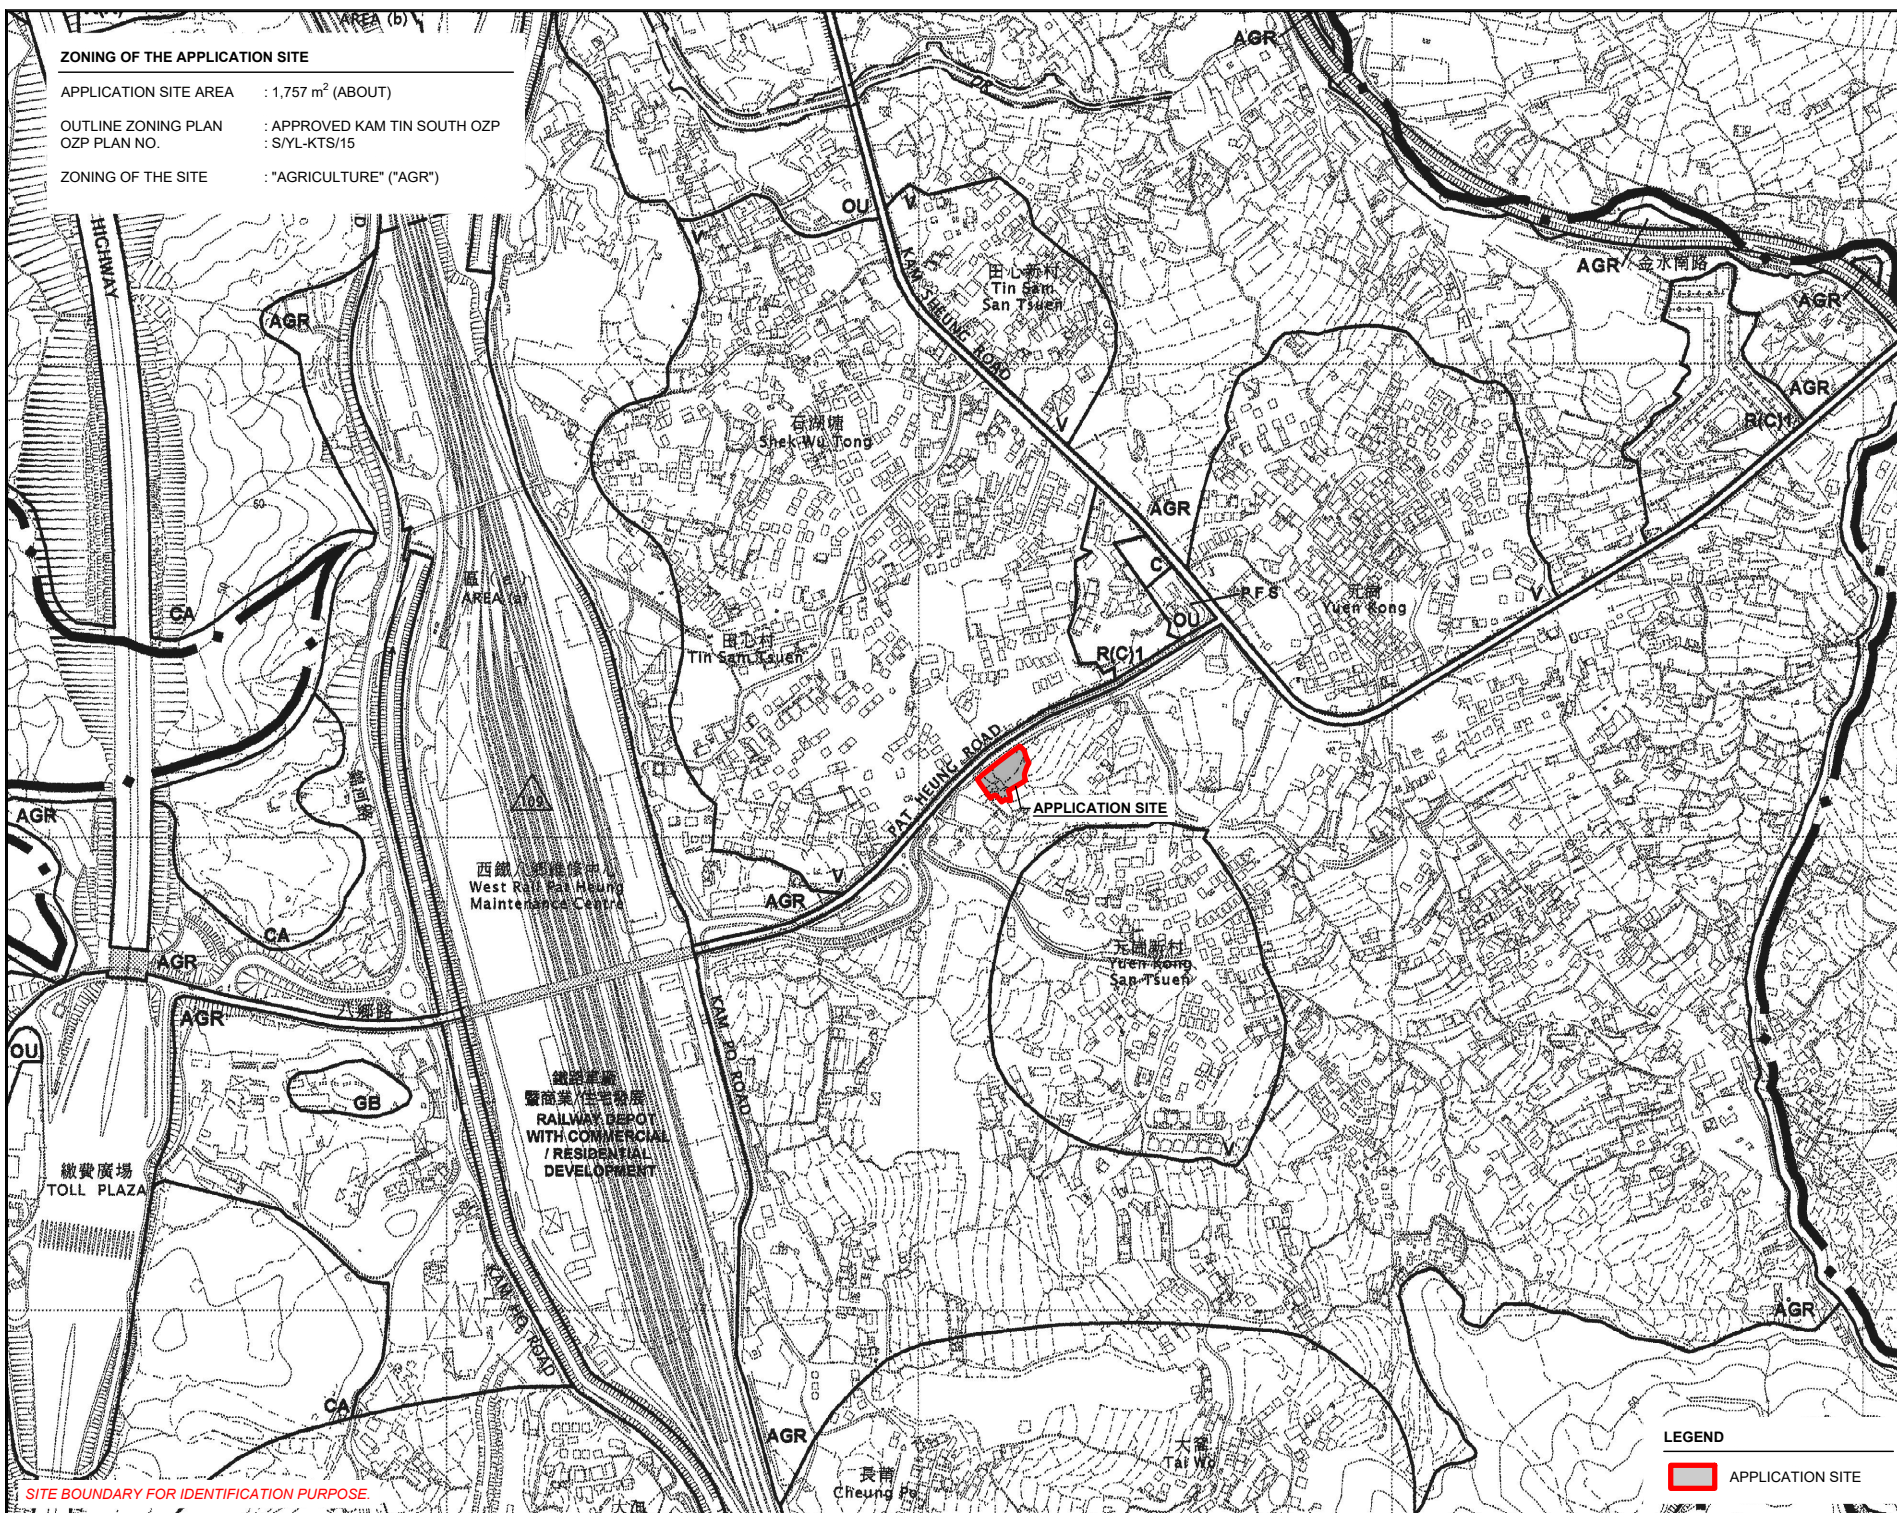 ZONING OF THE APPLICATION SITE
APPLICATION SITE AREA : 1,757 m² (ABOUT)
OUTLINE ZONING PLAN : APPROVED KAM TIN SOUTH OZP
OZP PLAN NO. : S/YL-KTS/15
ZONING OF THE SITE : "AGRICULTURE" ("AGR")
AREA (b)
AGR
HIGHWAY
OU
V
V
KAM SHEUNG ROAD
田心新村
Tin Sam
San Tsuen
AGR
金水南路
AGR
AGR
AGR
R(C)1
石湖塘
Shek Wu Tong
V
AGR
50
C
P F S
OU
元崗
Yuen Kong
V
AREA (a)
CA
田心村
Tin Sam Tsuen
R(C)1
PAT HEUNG ROAD
APPLICATION SITE
109
錦河路
AGR
西鐵八鄉維修中心
West Rail Pat Heung
Maintenance Centre
V
AGR
CA
AGR
元崗新村
Yuen Kong
San Tsuen
八鄉路
AGR
OU
KAM PO ROAD
GB
鐵路車廠
暨商業/住宅發展
RAILWAY DEPOT
WITH COMMERCIAL
/ RESIDENTIAL
DEVELOPMENT
V
繳費廣場
TOLL PLAZA
KAM HO ROAD
AGR
CA
AGR
長莆
Cheung Po
大窩
Tai Wo
LEGEND
APPLICATION SITE
SITE BOUNDARY FOR IDENTIFICATION PURPOSE.